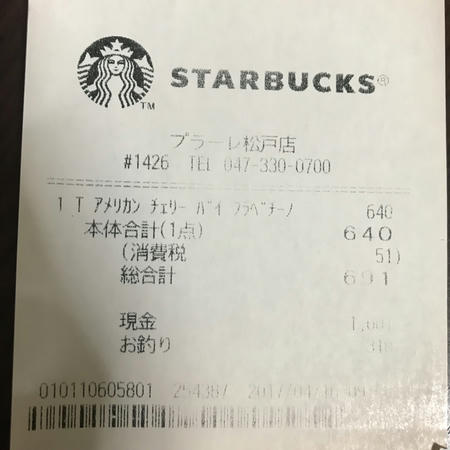 STARBUCKS®
TM
プラーレ松戸店
#1426 TEL 047-330-0700
1 T アメリカン チェリー パイ フラペチーノ 640
本体合計(1点) 640
(消費税 51)
総合計 691
現金
お釣り
010110605801 254387